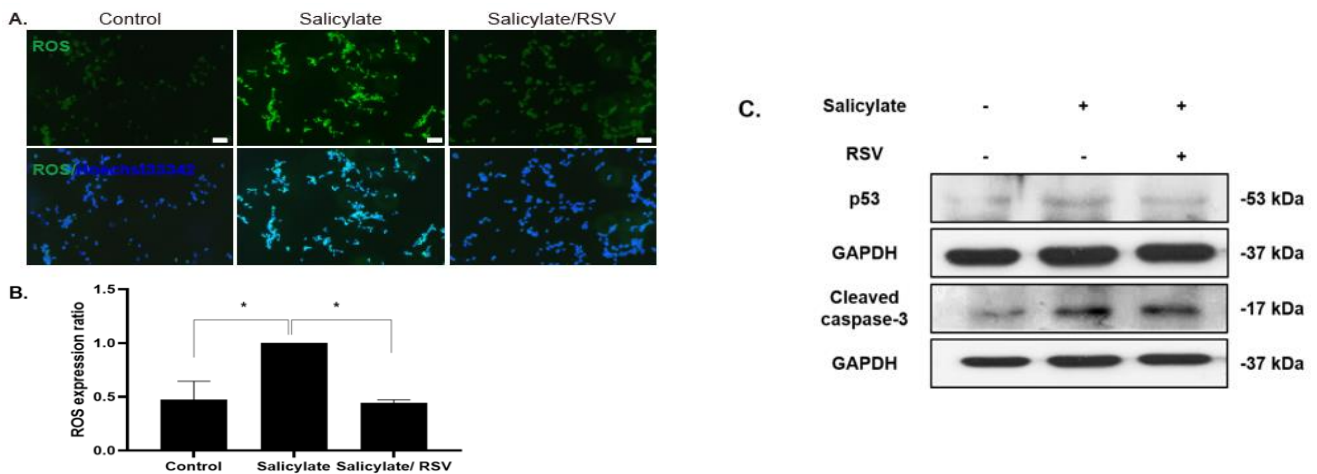 A.
Control Salicylate Salicylate/RSV
ROS
ROS/
B.
ROS expression ratio
1.5
1.0
0.5
0.0
* *
Control Salicylate Salicylate/ RSV
C.
Salicylate - + +
RSV - - +
p53 -53 kDa
GAPDH -37 kDa
Cleaved
caspase-3 -17 kDa
GAPDH -37 kDa